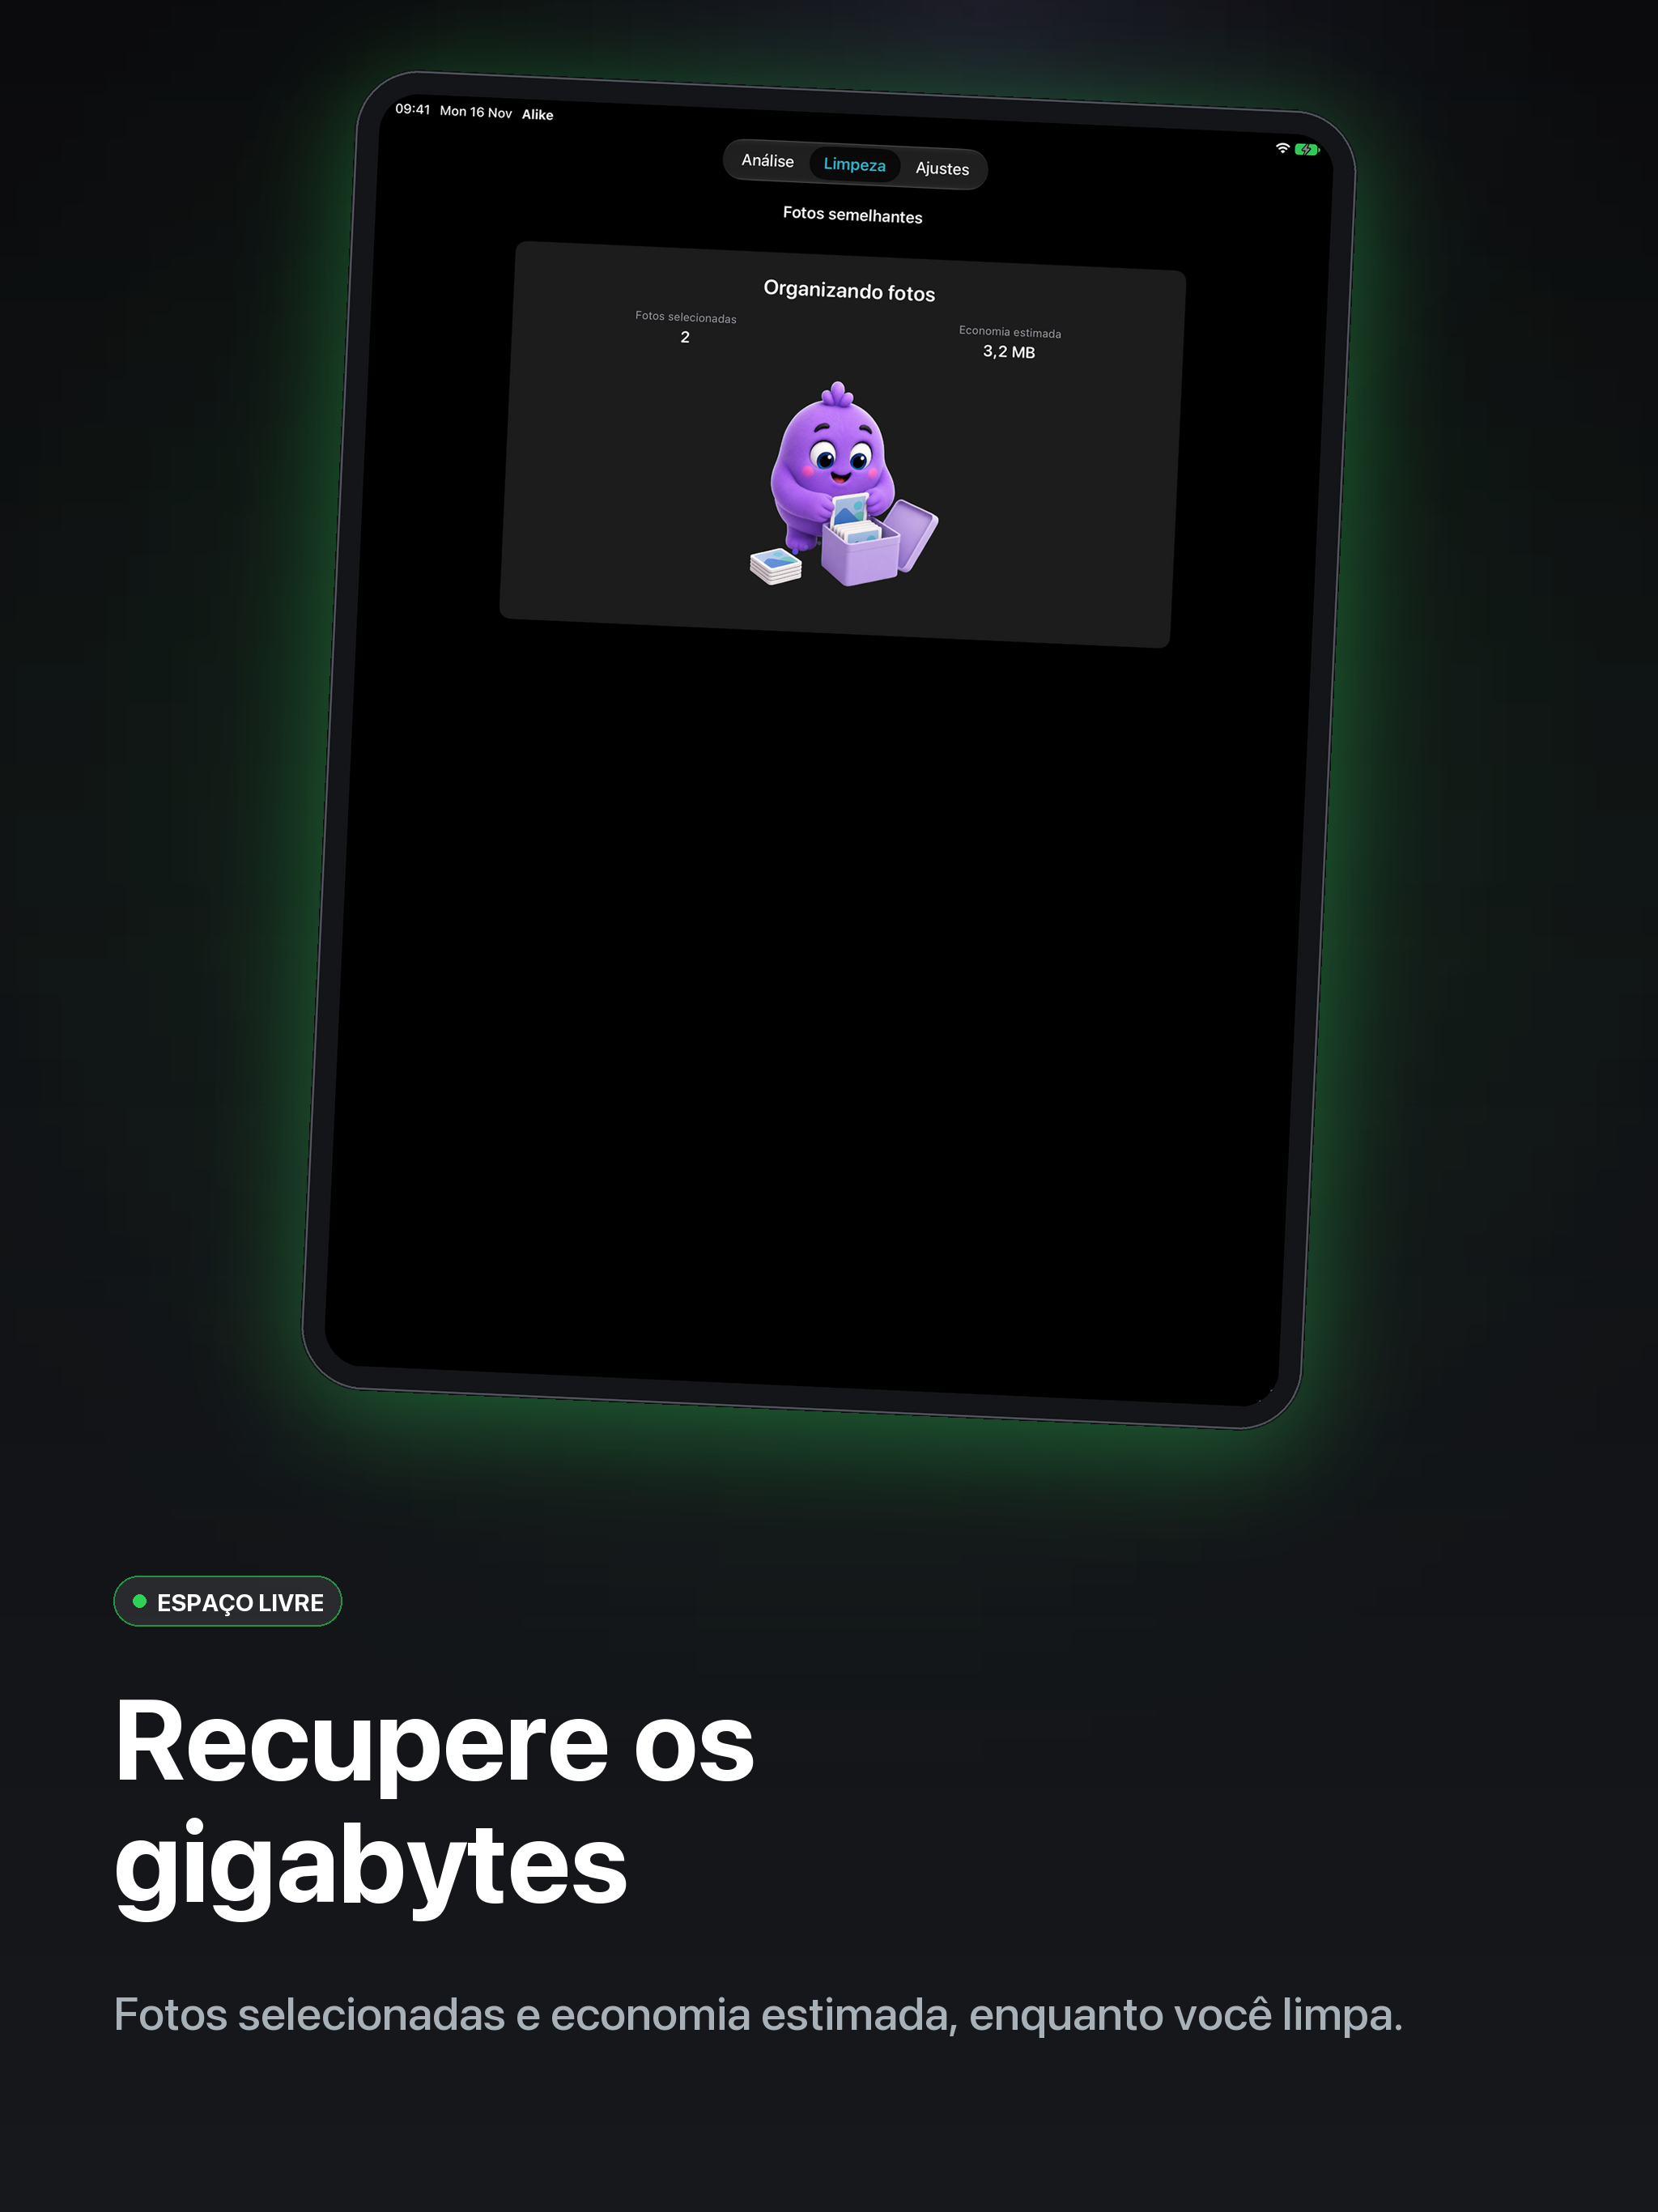 09:41 Mon 16 Nov Alike
Análise Limpeza Ajustes
Fotos semelhantes
Organizando fotos
Fotos selecionadas
2
Economia estimada
3,2 MB
ESPAÇO LIVRE
Recupere os
gigabytes
Fotos selecionadas e economia estimada, enquanto você limpa.